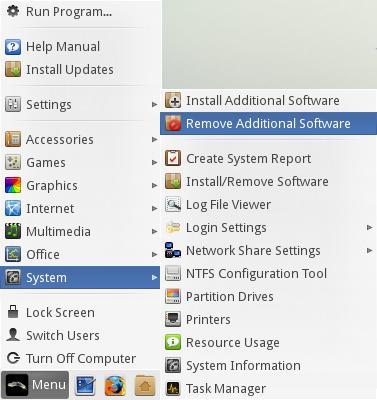 Run Program...
Help Manual
Install Updates
Settings
Accessories
Games
Graphics
Internet
Multimedia
Office
System
Lock Screen
Switch Users
Turn Off Computer
Menu
Install Additional Software
Remove Additional Software
Create System Report
Install/Remove Software
Log File Viewer
Login Settings
Network Share Settings
NTFS Configuration Tool
Partition Drives
Printers
Resource Usage
System Information
Task Manager